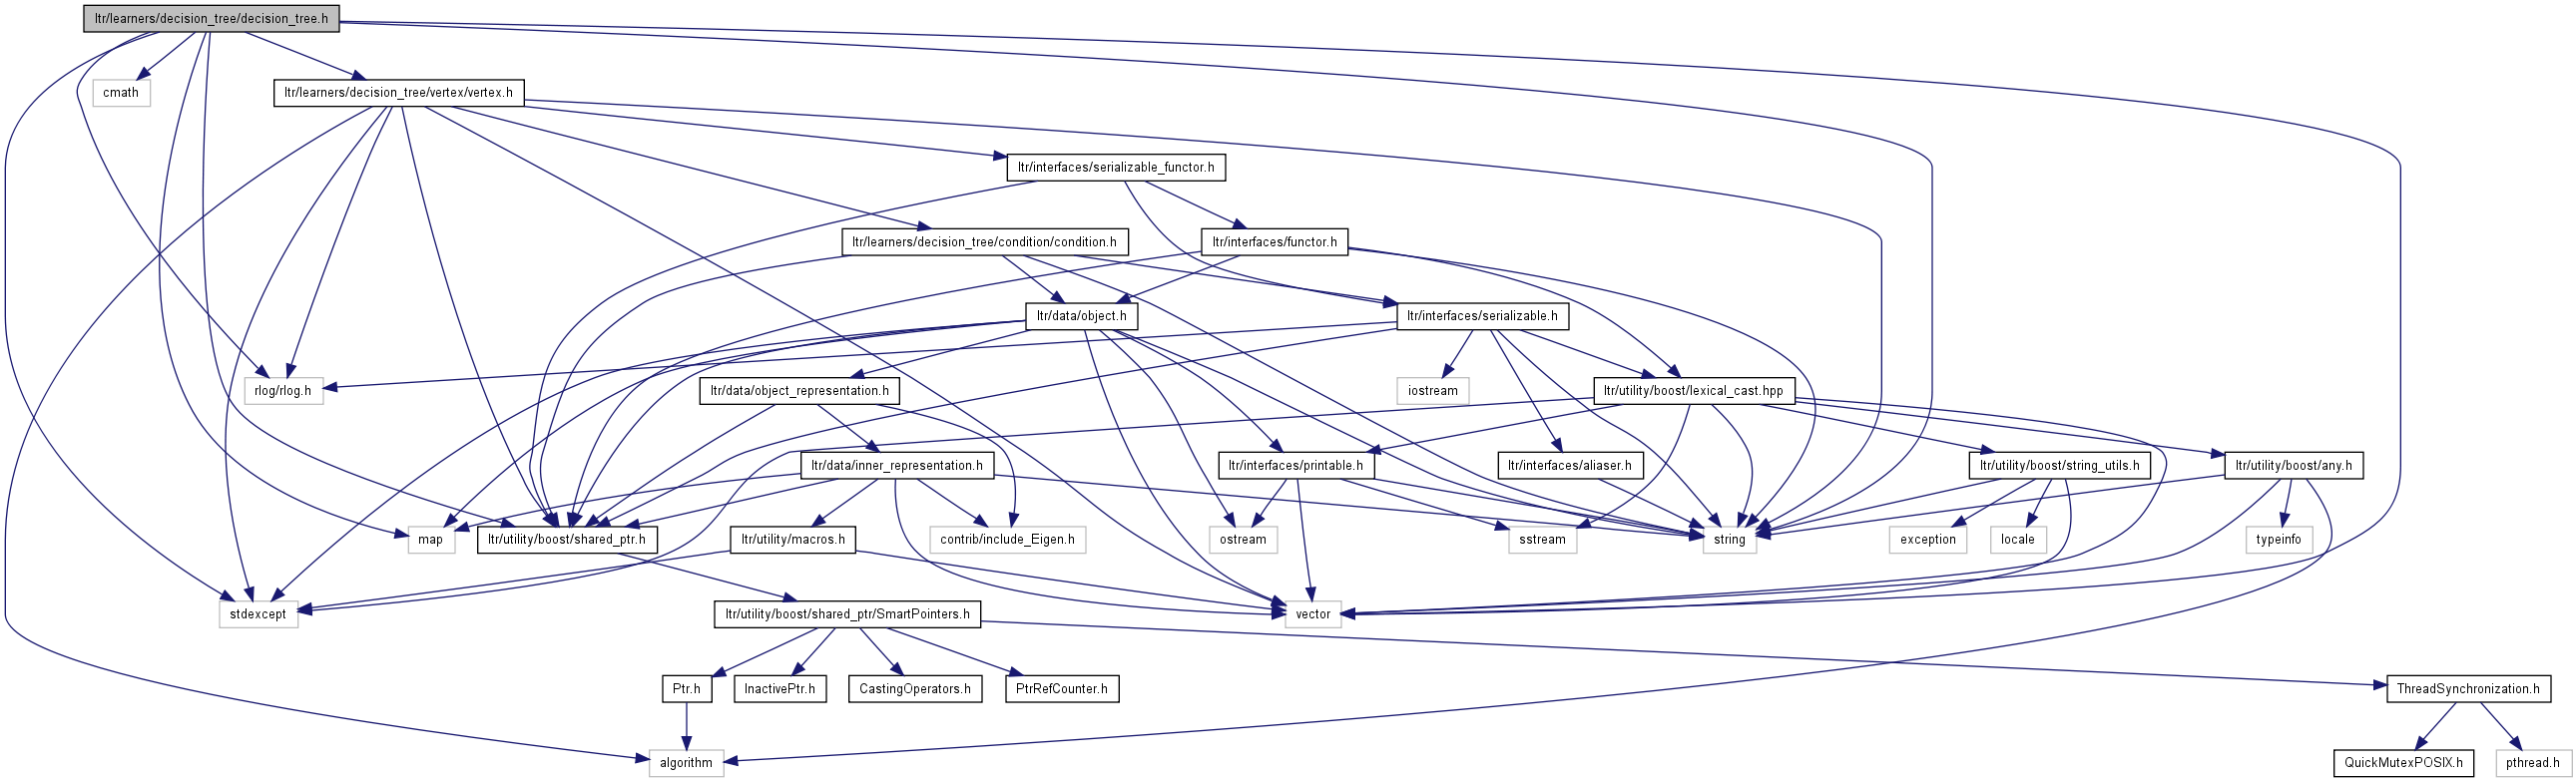 ltr/learners/decision_tree/decision_tree.h
cmath
ltr/learners/decision_tree/vertex/vertex.h
ltr/interfaces/serializable_functor.h
ltr/learners/decision_tree/condition/condition.h
ltr/interfaces/functor.h
ltr/data/object.h
ltr/interfaces/serializable.h
rlog/rlog.h
ltr/data/object_representation.h
iostream
ltr/utility/boost/lexical_cast.hpp
ltr/data/inner_representation.h
ltr/interfaces/printable.h
ltr/interfaces/aliaser.h
ltr/utility/boost/string_utils.h
ltr/utility/boost/any.h
map
ltr/utility/boost/shared_ptr.h
ltr/utility/macros.h
contrib/include_Eigen.h
ostream
sstream
string
exception
locale
typeinfo
stdexcept
ltr/utility/boost/shared_ptr/SmartPointers.h
vector
Ptr.h
InactivePtr.h
CastingOperators.h
PtrRefCounter.h
ThreadSynchronization.h
algorithm
QuickMutexPOSIX.h
pthread.h